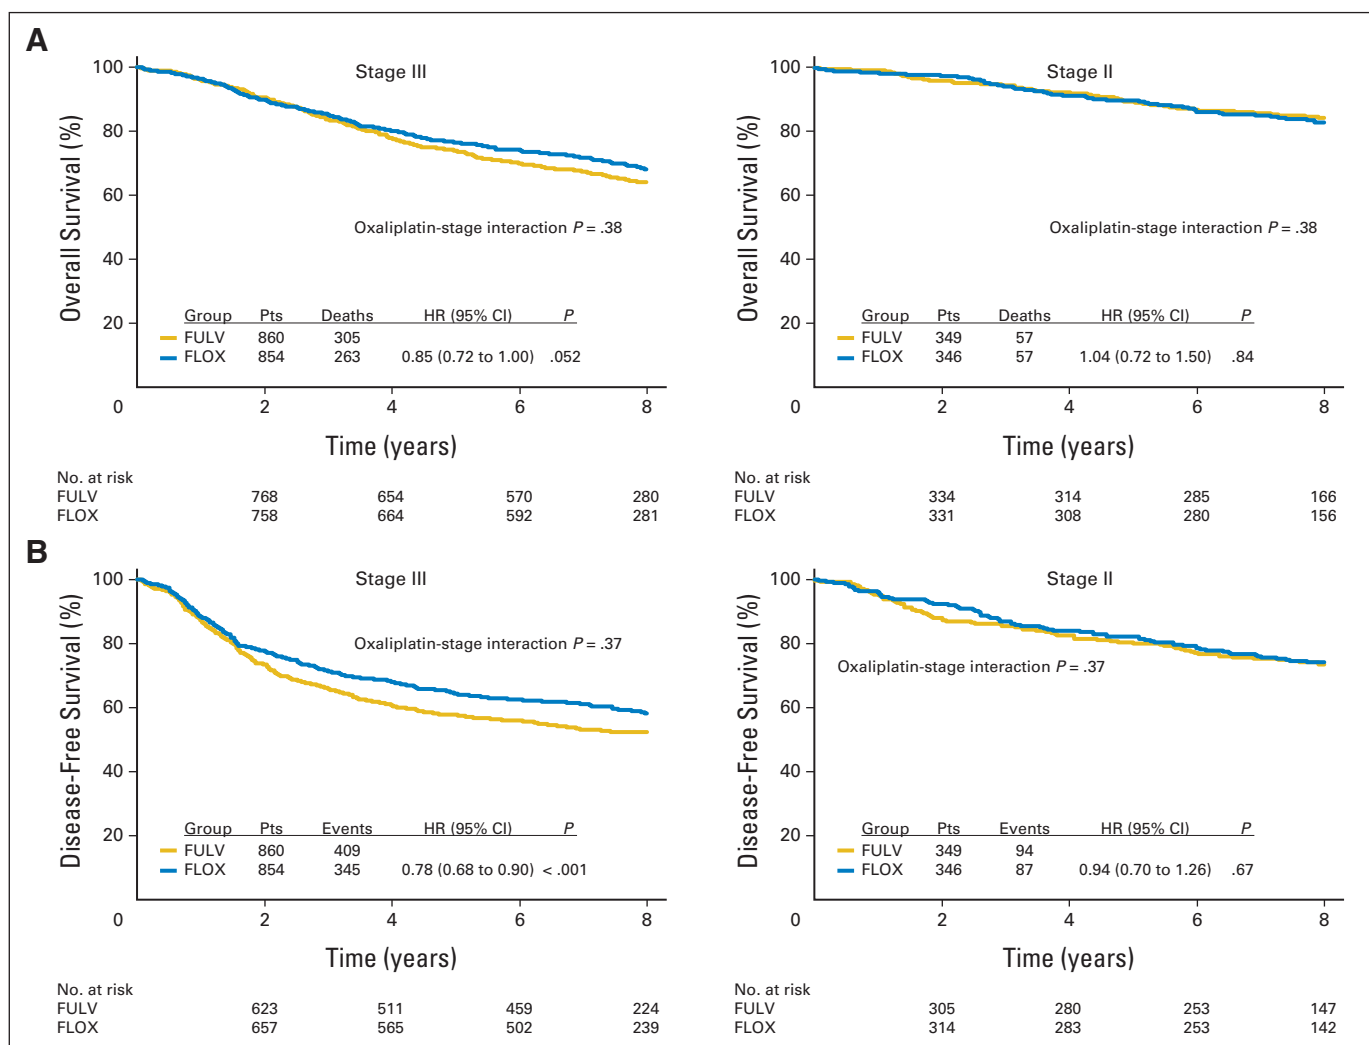 A
Stage III
Overall Survival (%)
100
80
60
40
20
0
2
4
6
8
Oxaliplatin-stage interaction P = .38
Group Pts Deaths HR (95% CI) P
FULV 860 305
FLOX 854 263 0.85 (0.72 to 1.00) .052
Time (years)
No. at risk
FULV 768 654 570 280
FLOX 758 664 592 281
Stage II
Overall Survival (%)
100
80
60
40
20
0
2
4
6
8
Oxaliplatin-stage interaction P = .38
Group Pts Deaths HR (95% CI) P
FULV 349 57
FLOX 346 57 1.04 (0.72 to 1.50) .84
Time (years)
No. at risk
FULV 334 314 285 166
FLOX 331 308 280 156
B
Stage III
Disease-Free Survival (%)
100
80
60
40
20
0
2
4
6
8
Oxaliplatin-stage interaction P = .37
Group Pts Events HR (95% CI) P
FULV 860 409
FLOX 854 345 0.78 (0.68 to 0.90) < .001
Time (years)
No. at risk
FULV 623 511 459 224
FLOX 657 565 502 239
Stage II
Disease-Free Survival (%)
100
80
60
40
20
0
2
4
6
8
Oxaliplatin-stage interaction P = .37
Group Pts Events HR (95% CI) P
FULV 349 94
FLOX 346 87 0.94 (0.70 to 1.26) .67
Time (years)
No. at risk
FULV 305 280 253 147
FLOX 314 283 253 142